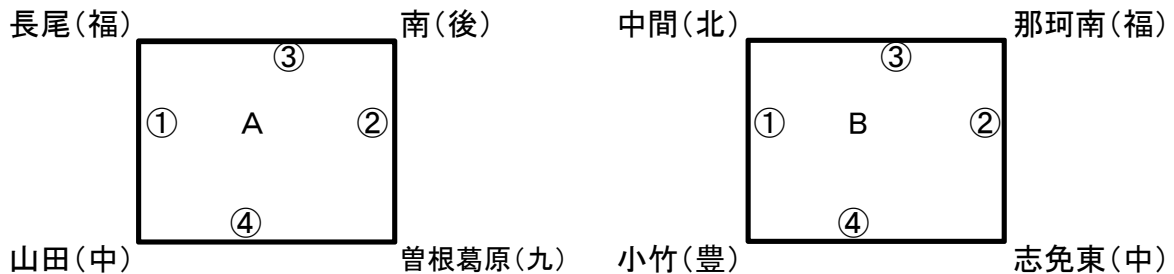 長尾(福) 南(後) 中間(北) 那珂南(福)
③ ③
① A ② ① B ②
④ ④
山田(中) 曽根葛原(九) 小竹(豊) 志免東(中)